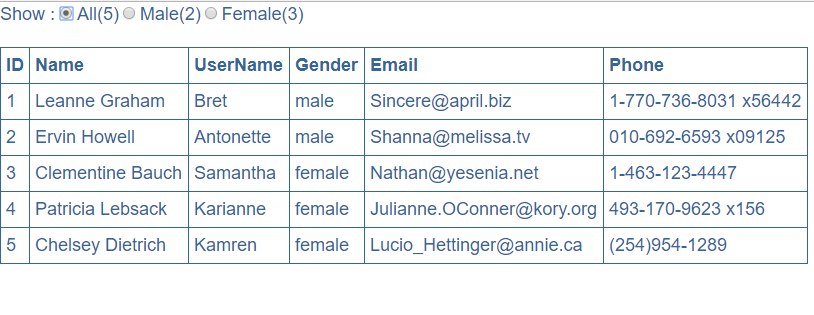 Show : All(5) Male(2) Female(3)
ID Name UserName Gender Email Phone
1 Leanne Graham Bret male Sincere@april.biz 1-770-736-8031 x56442
2 Ervin Howell Antonette male Shanna@melissa.tv 010-692-6593 x09125
3 Clementine Bauch Samantha female Nathan@yesenia.net 1-463-123-4447
4 Patricia Lebsack Karianne female Julianne.OConner@kory.org 493-170-9623 x156
5 Chelsey Dietrich Kamren female Lucio_Hettinger@annie.ca (254)954-1289